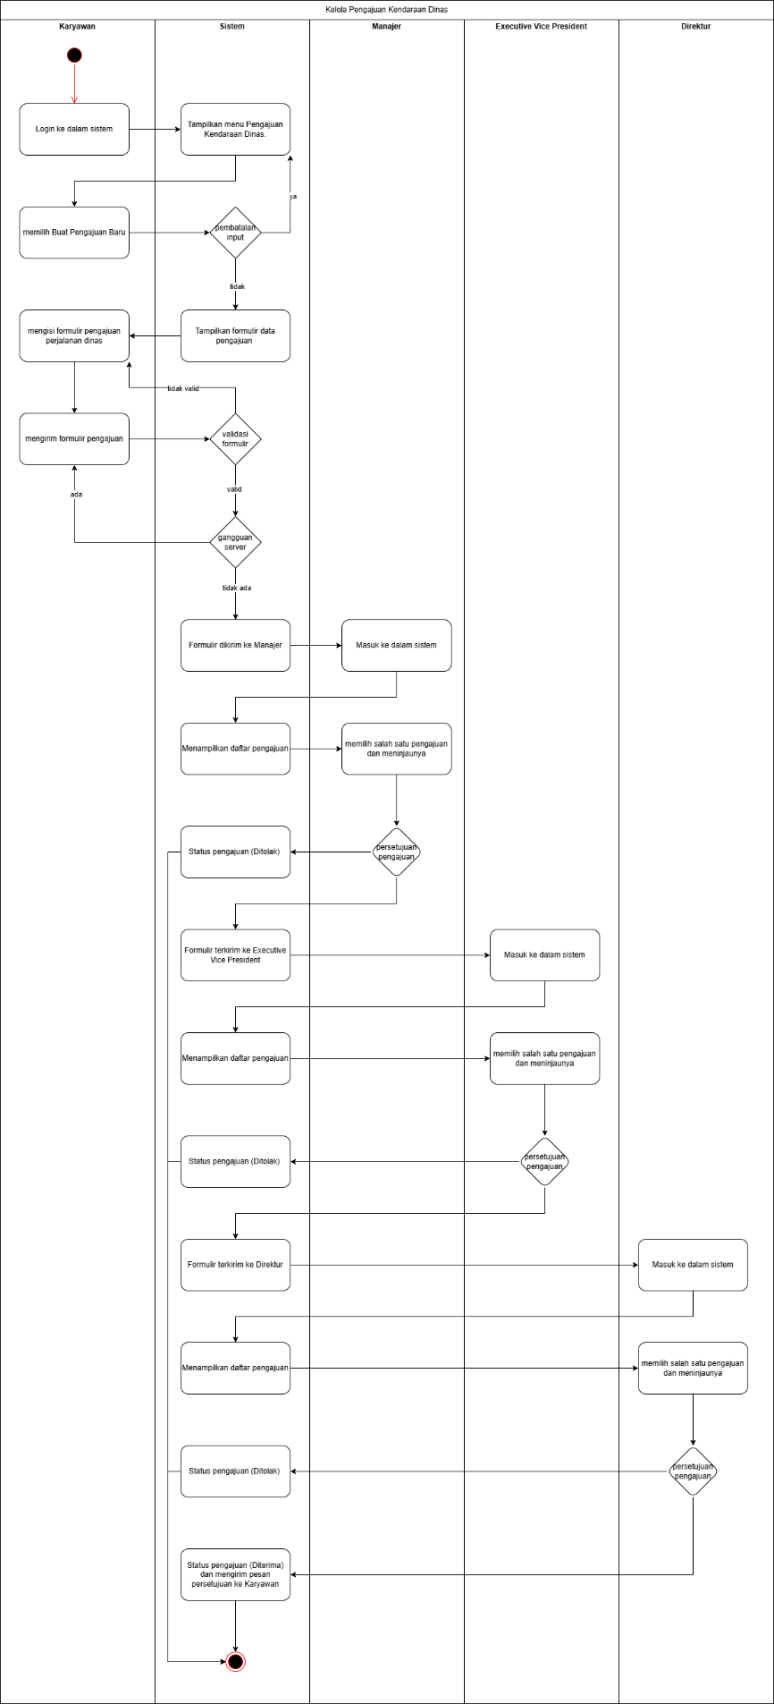 Kelola Pengajuan Kendaraan Dinas
Karyawan
Sistem
Manajer
Executive Vice President
Direktur
Login ke dalam sistem
Tampilkan menu Pengajuan
Kendaraan Dinas.
ya
memilih Buat Pengajuan Baru
pembatalan
input
tidak
mengisi formulir pengajuan
perjalanan dinas
Tampilkan formulir data
pengajuan
tidak valid
mengirim formulir pengajuan
validasi
formulir
ada
valid
gangguan
server
tidak ada
Formulir dikirim ke Manajer
Masuk ke dalam sistem
Menampilkan daftar pengajuan
memilih salah satu pengajuan
dan meninjaunya
Status pengajuan (Ditolak)
persetujuan
pengajuan
Formulir terkirim ke Executive
Vice President
Masuk ke dalam sistem
Menampilkan daftar pengajuan
memilih salah satu pengajuan
dan meninjaunya
Status pengajuan (Ditolak)
persetujuan
pengajuan
Formulir terkirim ke Direktur
Masuk ke dalam sistem
Menampilkan daftar pengajuan
memilih salah satu pengajuan
dan meninjaunya
Status pengajuan (Ditolak)
persetujuan
pengajuan
Status pengajuan (Diterima)
dan mengirim pesan
persetujuan ke Karyawan